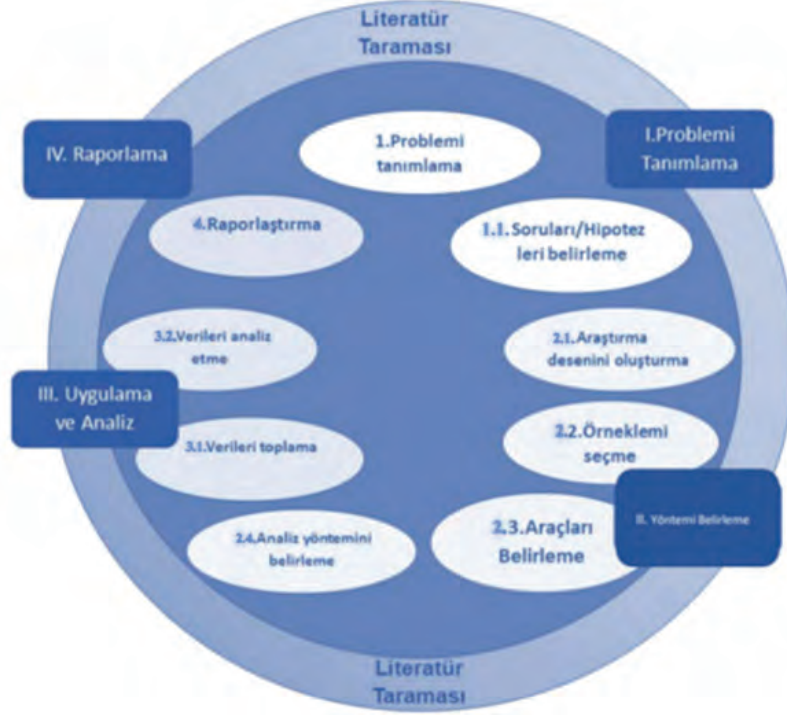 Literatür
Taraması
I.Problemi
Tanımlama
1.Problemi
tanımlama
1.1.Soruları/Hipotez
leri belirleme
2.1.Araştırma
desenini oluşturma
2.2.Örneklemi
seçme
II. Yöntemi Belirleme
2.3.Araçları
Belirleme
2.4.Analiz yöntemini
belirleme
3.1.Verileri toplama
III. Uygulama
ve Analiz
3.2.Verileri analiz
etme
4.Raporlaştırma
IV. Raporlama
Literatür
Taraması